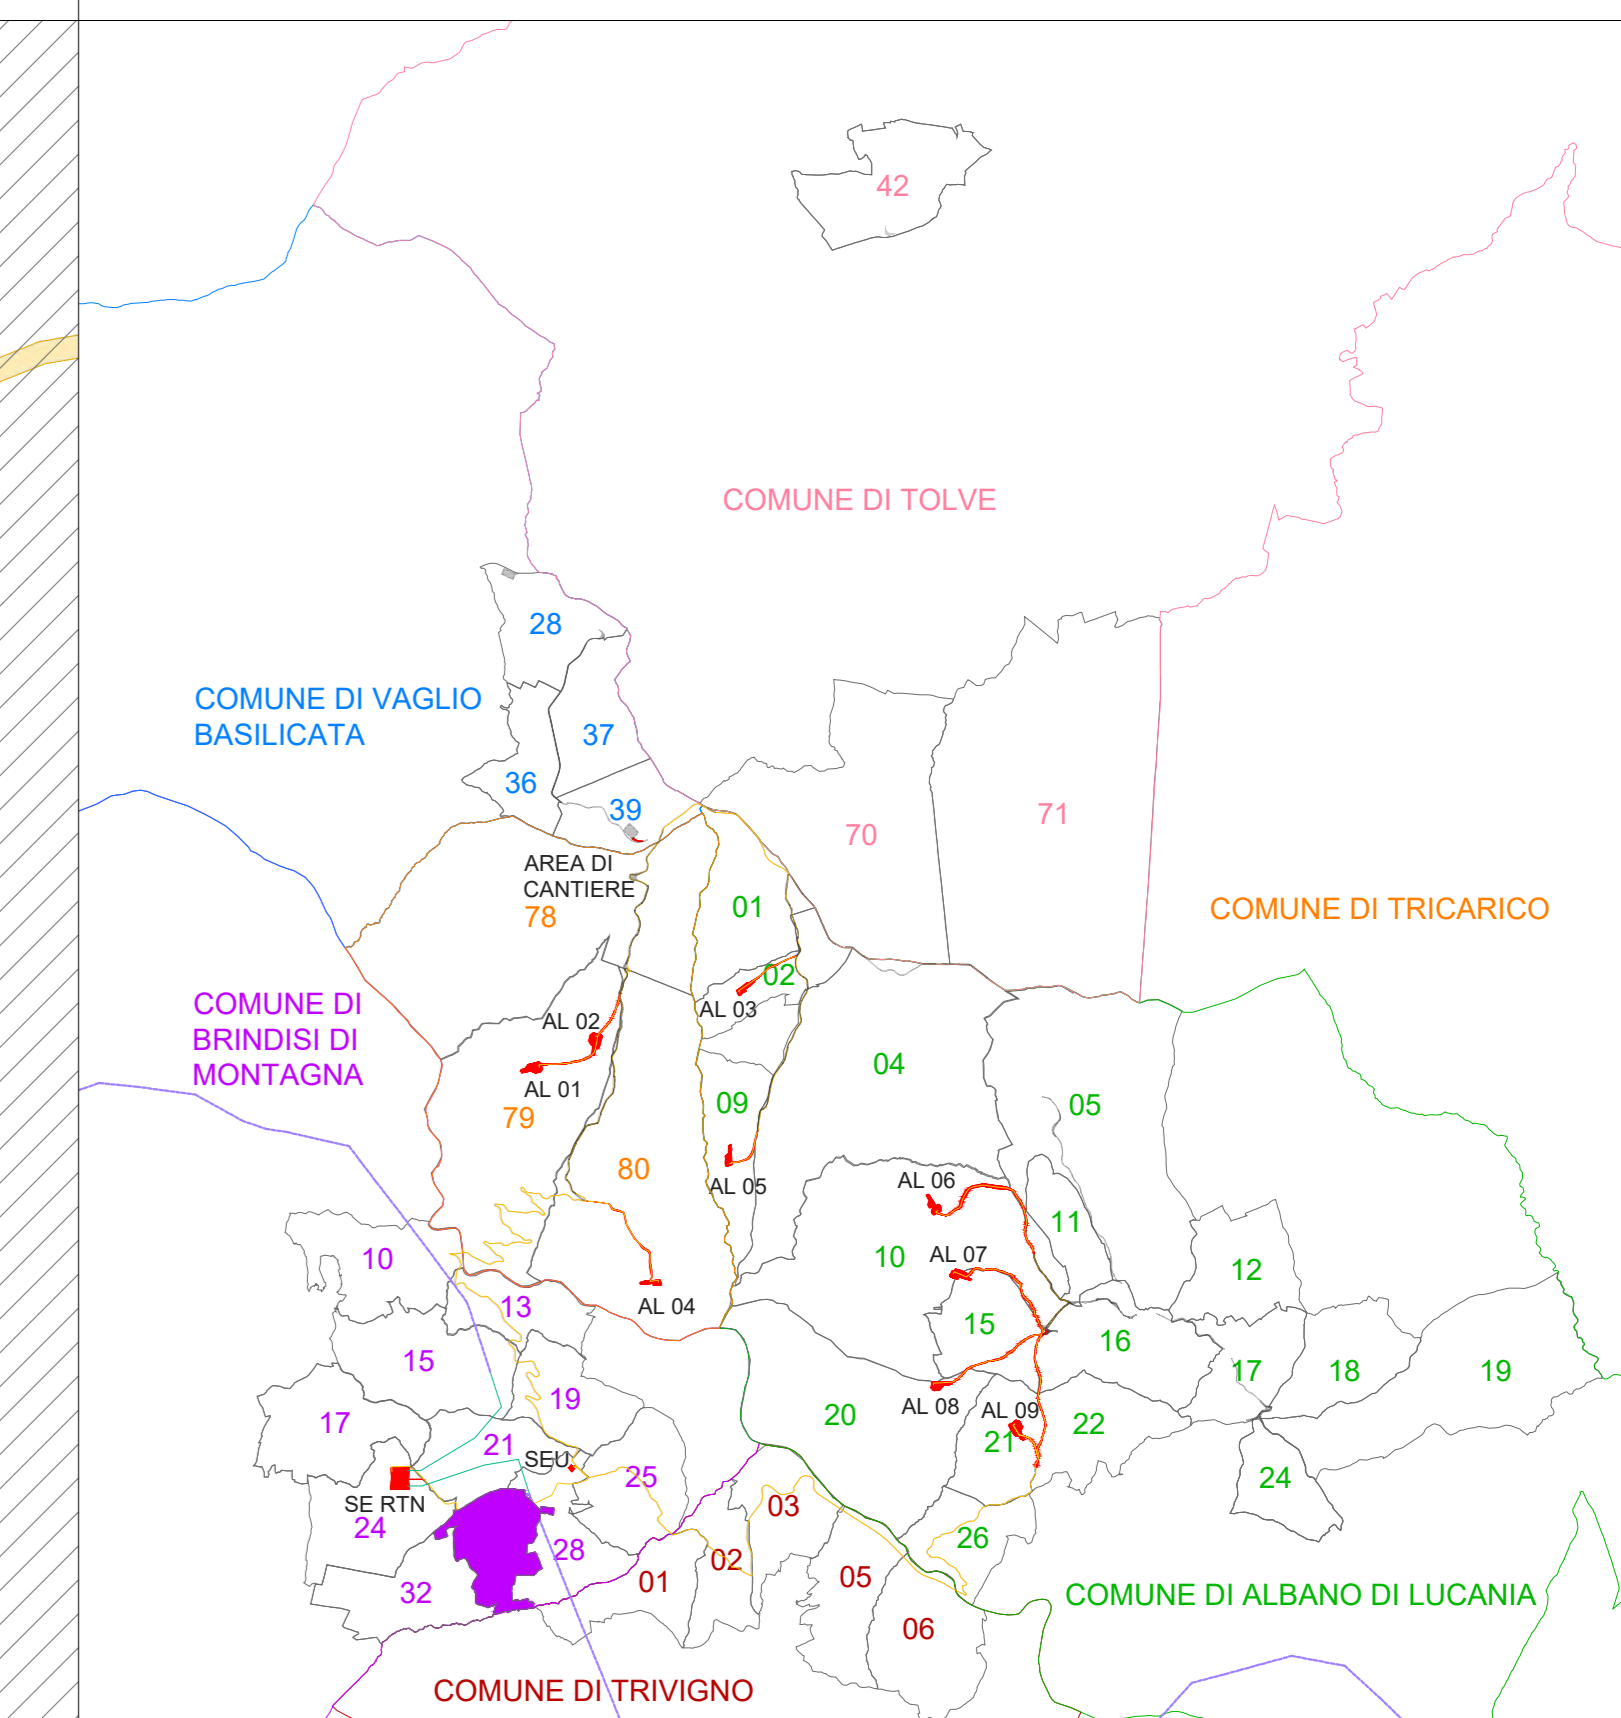 42
COMUNE DI TOLVE
28
COMUNE DI VAGLIO
BASILICATA
37
36
39
70
71
AREA DI
CANTIERE
78
01
COMUNE DI TRICARICO
02
AL 03
COMUNE DI
BRINDISI DI
MONTAGNA
AL 02
AL 01
79
04
09
05
80
AL 05
AL 06
11
10
10
AL 07
12
13
AL 04
15
16
15
17
18
19
19
17
20
AL 08
AL 09
21
22
21
SEU
25
24
SE RTN
24
03
26
28
02
01
05
32
06
COMUNE DI ALBANO DI LUCANIA
COMUNE DI TRIVIGNO